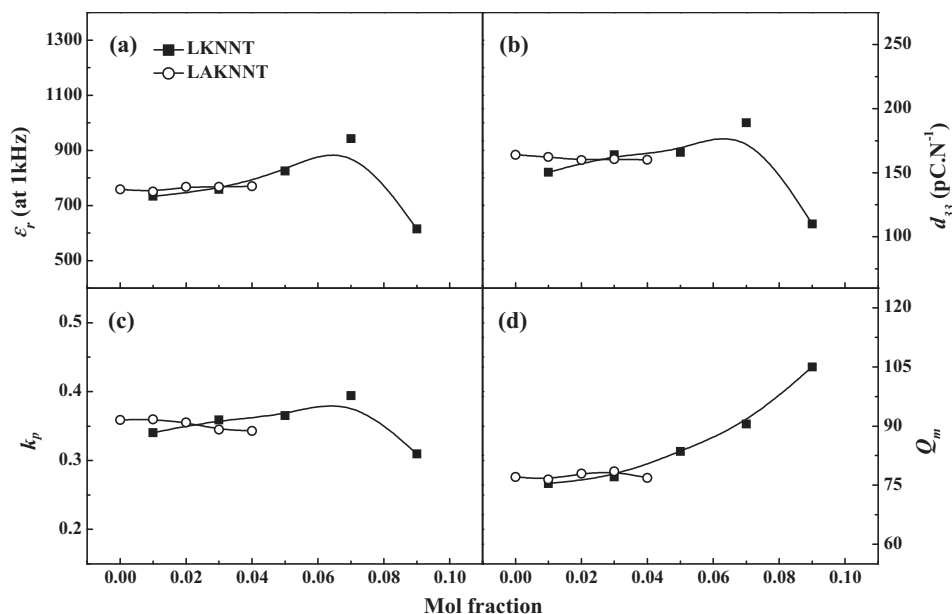 (a)
LKNNT
LAKNNT
1300
1100
900
700
500
εr (at 1kHz)
(b)
250
200
150
100
d33 (pC.N-1)
(c)
0.5
0.4
0.3
0.2
kp
(d)
120
105
90
75
60
Qm
0.00 0.02 0.04 0.06 0.08 0.10 0.00 0.02 0.04 0.06 0.08 0.10
Mol fraction